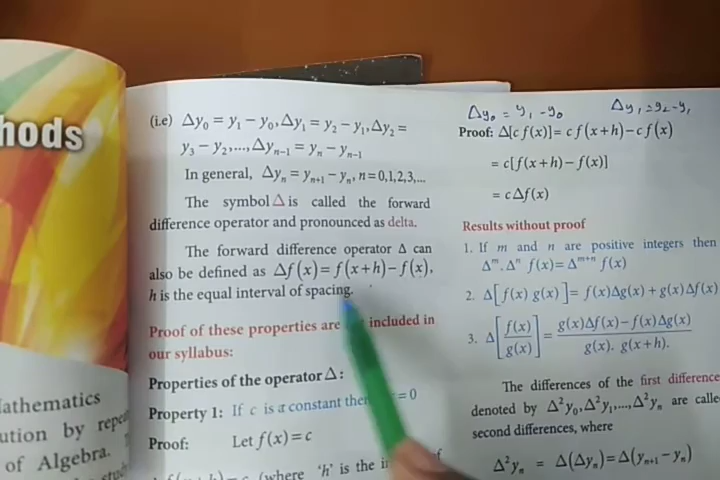 hods
Mathematics
ution by repe
of Algebra.
(i.e) Δy₀ = y₁ − y₀, Δy₁ = y₂ − y₁, Δy₂ =
y₃ − y₂, ..., Δyₙ₋₁ = yₙ − yₙ₋₁
In general, Δyₙ = yₙ₊₁ − yₙ, n = 0,1,2,3,...
The symbol Δ is called the forward
difference operator and pronounced as delta.
The forward difference operator Δ can
also be defined as Δf(x) = f(x+h) − f(x),
h is the equal interval of spacing.
Proof of these properties are included in
our syllabus:
Properties of the operator Δ:
Property 1: If c is a constant then = 0
Proof: Let f(x) = c
(where 'h' is the
Δy₀ = y₁ − y₀ Δy₁ = y₂ − y₁
Proof: Δ[c f(x)] = c f(x+h) − c f(x)
= c[f(x+h) − f(x)]
= cΔf(x)
Results without proof
1. If m and n are positive integers then
Δᵐ.Δⁿ f(x) = Δᵐ⁺ⁿ f(x)
2. Δ[f(x) g(x)] = f(x)Δg(x) + g(x)Δf(x)
3. Δ[f(x)/g(x)] = g(x)Δf(x) − f(x)Δg(x) / g(x). g(x+h).
The differences of the first difference
denoted by Δ²y₀, Δ²y₁, ..., Δ²yₙ are calle
second differences, where
Δ²yₙ = Δ(Δyₙ) = Δ(yₙ₊₁ − yₙ)